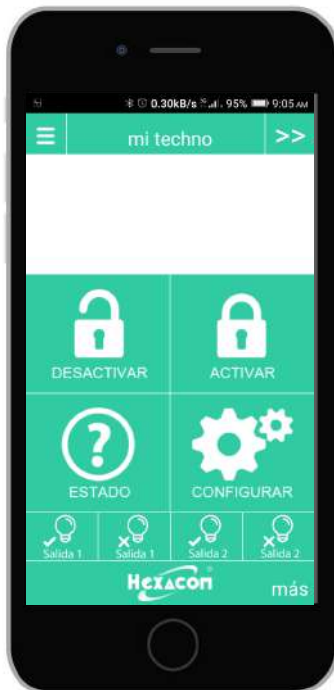 0.30kB/s 95% 9:05 AM
mi techno >>
DESACTIVAR ACTIVAR
?
ESTADO CONFIGURAR
Salida 1 Salida 1 Salida 2 Salida 2
Hexacon®
más